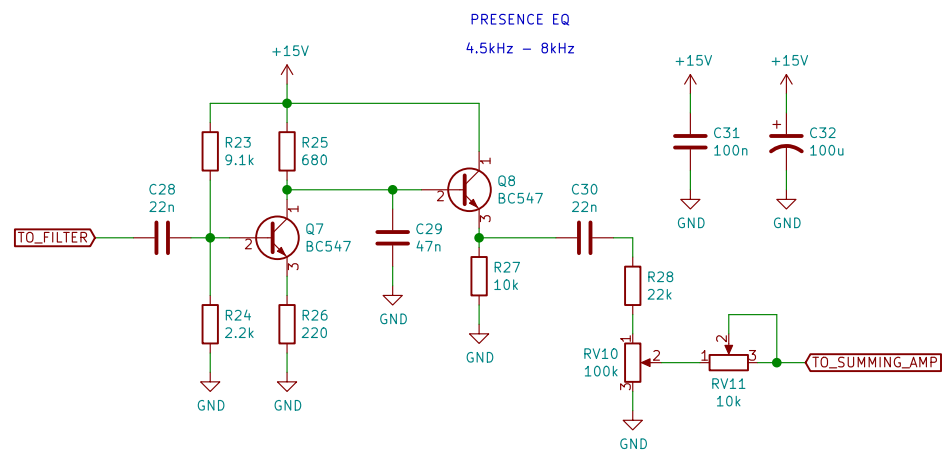 PRESENCE EQ
4.5kHz – 8kHz
+15V
+15V
+15V
R23
9.1k
R25
680
C31
100n
+
C32
100u
1
Q8
BC547
2
3
C28
22n
C30
22n
GND
GND
TO_FILTER
1
Q7
BC547
2
3
C29
47n
R27
10k
R28
22k
R24
2.2k
R26
220
GND
GND
1
RV10
100k
2
3
2
1
3
RV11
10k
TO_SUMMING_AMP
GND
GND
GND